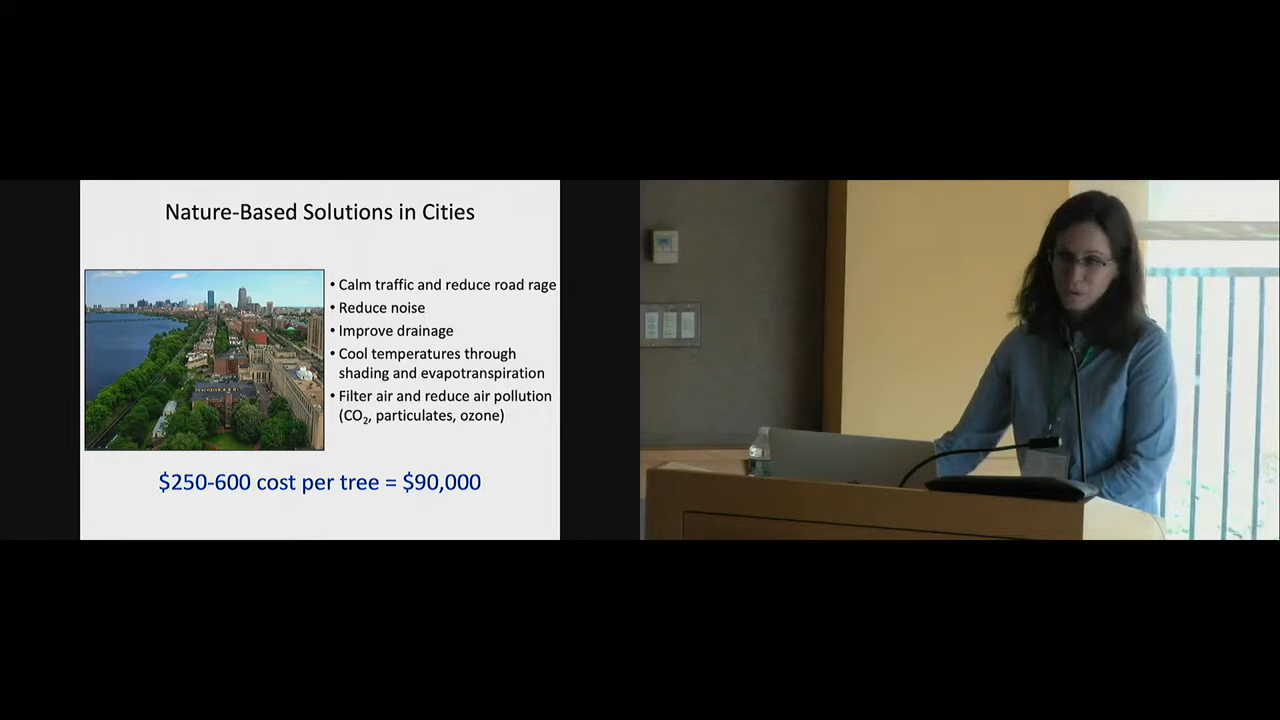 Nature-Based Solutions in Cities
• Calm traffic and reduce road rage
• Reduce noise
• Improve drainage
• Cool temperatures through
shading and evapotranspiration
• Filter air and reduce air pollution
(CO₂, particulates, ozone)
$250-600 cost per tree = $90,000